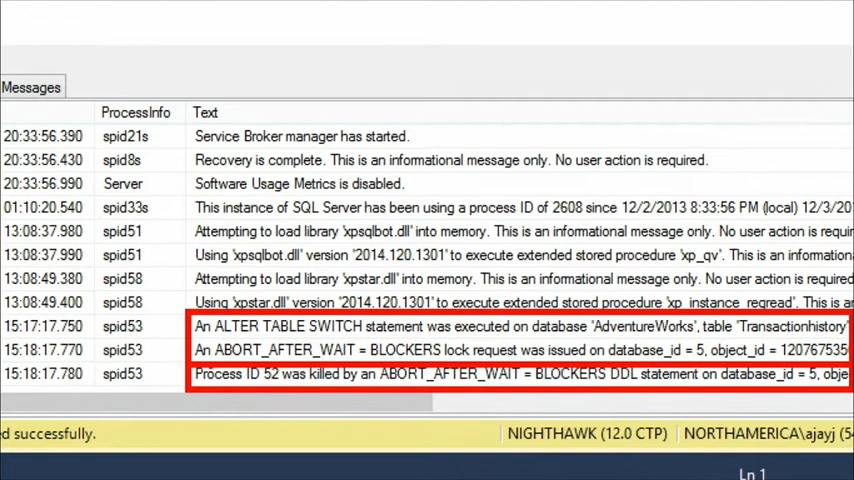 Messages
ProcessInfo Text
20:33:56.390 spid21s Service Broker manager has started.
20:33:56.430 spid8s Recovery is complete. This is an informational message only. No user action is required.
20:33:56.990 Server Software Usage Metrics is disabled.
01:10:20.540 spid33s This instance of SQL Server has been using a process ID of 2608 since 12/2/2013 8:33:56 PM (local) 12/3/20
13:08:37.980 spid51 Attempting to load library 'xpsqlbot.dll' into memory. This is an informational message only. No user action is requir
13:08:37.990 spid51 Using 'xpsqlbot.dll' version '2014.120.1301' to execute extended stored procedure 'xp_qv'. This is an informationa
13:08:49.380 spid58 Attempting to load library 'xpstar.dll' into memory. This is an informational message only. No user action is required
13:08:49.400 spid58 Using 'xpstar.dll' version '2014.120.1301' to execute extended stored procedure 'xp_instance_regread'. This is an
15:17:17.750 spid53 An ALTER TABLE SWITCH statement was executed on database 'AdventureWorks', table 'Transactionhistory'
15:18:17.770 spid53 An ABORT_AFTER_WAIT = BLOCKERS lock request was issued on database_id = 5, object_id = 1207675356
15:18:17.780 spid53 Process ID 52 was killed by an ABORT_AFTER_WAIT = BLOCKERS DDL statement on database_id = 5, obje
ed successfully. NIGHTHAWK (12.0 CTP) NORTHAMERICA\ajayj (54
Ln 1